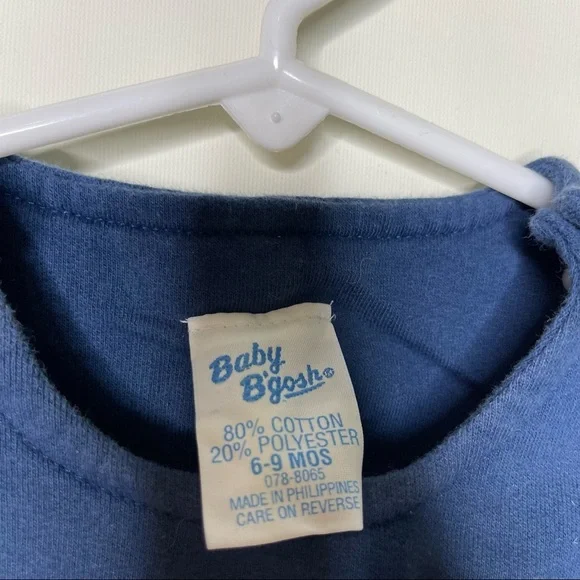 Baby
B'gosh®
80% COTTON
20% POLYESTER
6-9 MOS
078-8065
MADE IN PHILIPPINES
CARE ON REVERSE